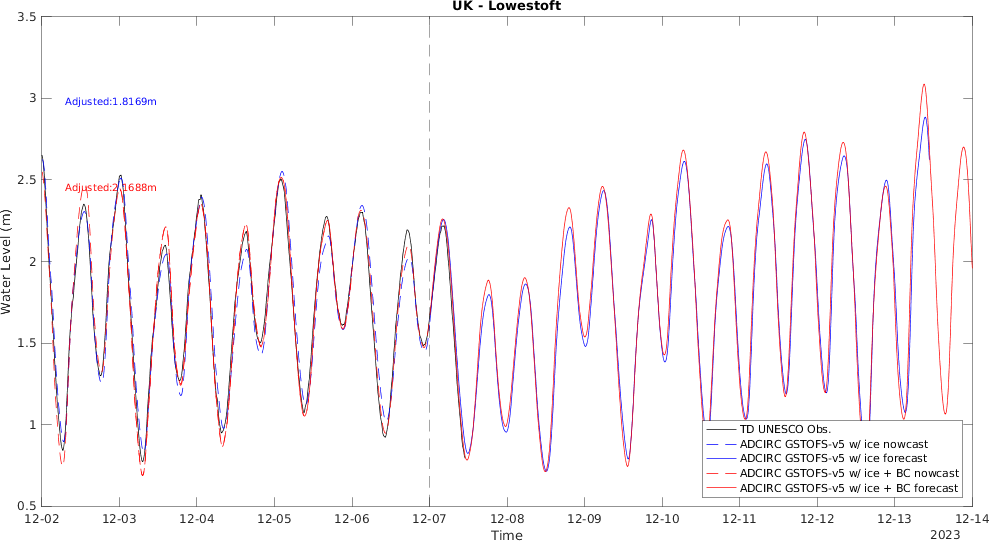 UK - Lowestoft
3.5
3
2.5
2
1.5
1
0.5
Water Level (m)
Adjusted:1.8169m
Adjusted:2.1688m
TD UNESCO Obs.
ADCIRC GSTOFS-v5 w/ ice nowcast
ADCIRC GSTOFS-v5 w/ ice forecast
ADCIRC GSTOFS-v5 w/ ice + BC nowcast
ADCIRC GSTOFS-v5 w/ ice + BC forecast
12-02 12-03 12-04 12-05 12-06 12-07 12-08 12-09 12-10 12-11 12-12 12-13 12-14
Time
2023